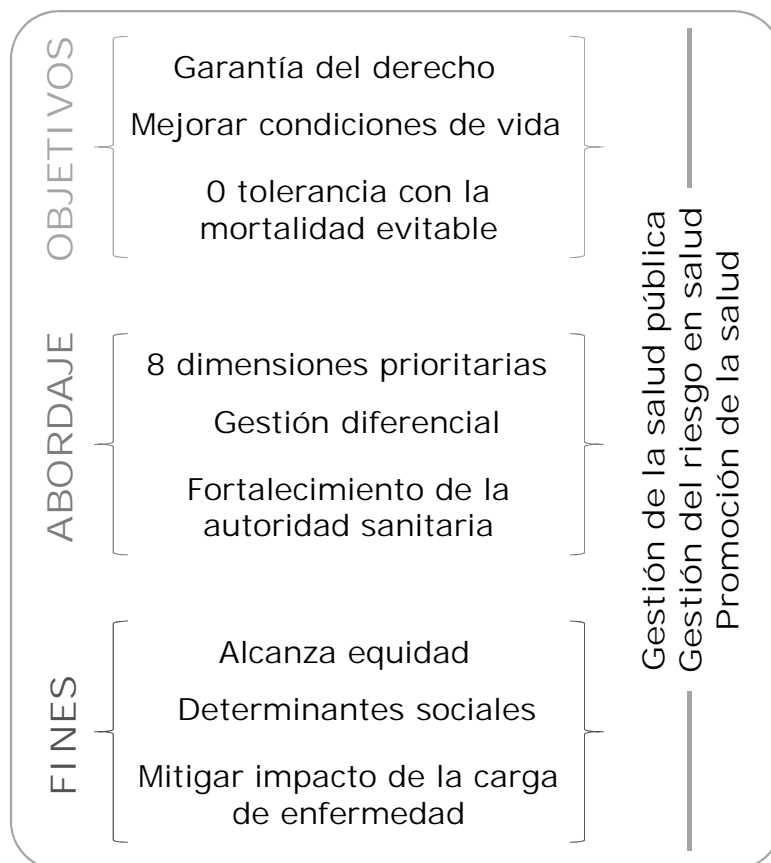 OBJETIVOS
Garantía del derecho
Mejorar condiciones de vida
0 tolerancia con la
mortalidad evitable
ABORDAJE
8 dimensiones prioritarias
Gestión diferencial
Fortalecimiento de la
autoridad sanitaria
FINES
Alcanza equidad
Determinantes sociales
Mitigar impacto de la carga
de enfermedad
Gestión de la salud pública
Gestión del riesgo en salud
Promoción de la salud